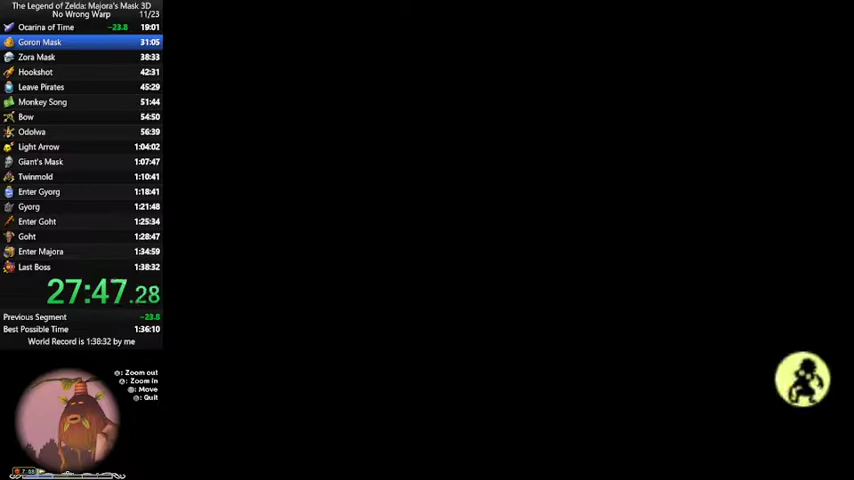 The Legend of Zelda: Majora's Mask 3D
No Wrong Warp 11/23
Ocarina of Time -23.8 19:01
Goron Mask 31:05
Zora Mask 38:33
Hookshot 42:31
Leave Pirates 45:29
Monkey Song 51:44
Bow 54:50
Odolwa 56:39
Light Arrow 1:04:02
Giant's Mask 1:07:47
Twinmold 1:10:41
Enter Gyorg 1:18:41
Gyorg 1:21:48
Enter Goht 1:25:34
Goht 1:28:47
Enter Majora 1:34:59
Last Boss 1:38:32
27:47.28
Previous Segment -23.8
Best Possible Time 1:36:10
World Record is 1:38:32 by me
: Zoom out
: Zoom in
: Move
: Quit